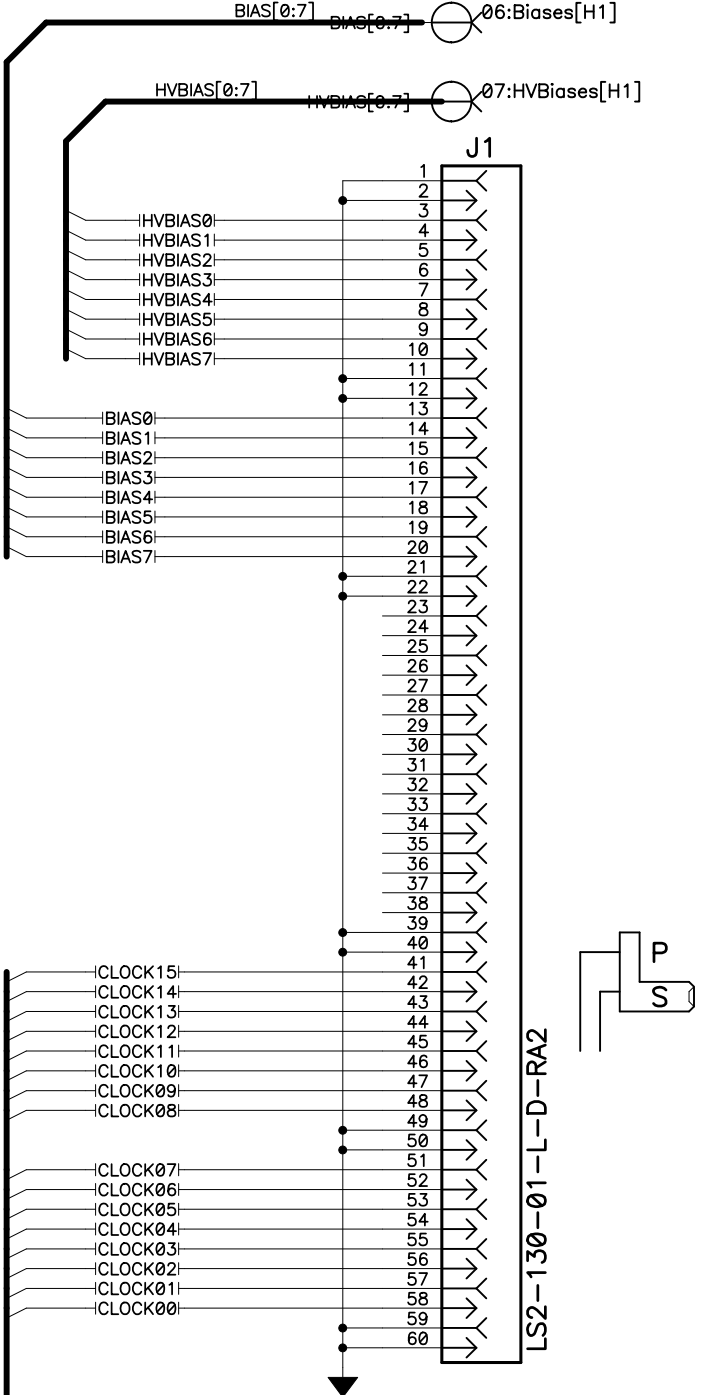 BIAS[0:7]
BIAS[0:7]
06:Biases[H1]
HVBIAS[0:7]
HVBIAS[0:7]
07:HVBiases[H1]
J1
1
2
HVBIAS0 3
HVBIAS1 4
HVBIAS2 5
HVBIAS3 6
HVBIAS4 7
HVBIAS5 8
HVBIAS6 9
HVBIAS7 10
11
12
BIAS0 13
BIAS1 14
BIAS2 15
BIAS3 16
BIAS4 17
BIAS5 18
BIAS6 19
BIAS7 20
21
22
23
24
25
26
27
28
29
30
31
32
33
34
35
36
37
38
39
40
CLOCK15 41
CLOCK14 42
CLOCK13 43
CLOCK12 44
CLOCK11 45
CLOCK10 46
CLOCK09 47
CLOCK08 48
49
50
CLOCK07 51
CLOCK06 52
CLOCK05 53
CLOCK04 54
CLOCK03 55
CLOCK02 56
CLOCK01 57
CLOCK00 58
59
60
LS2-130-01-L-D-RA2
P
S